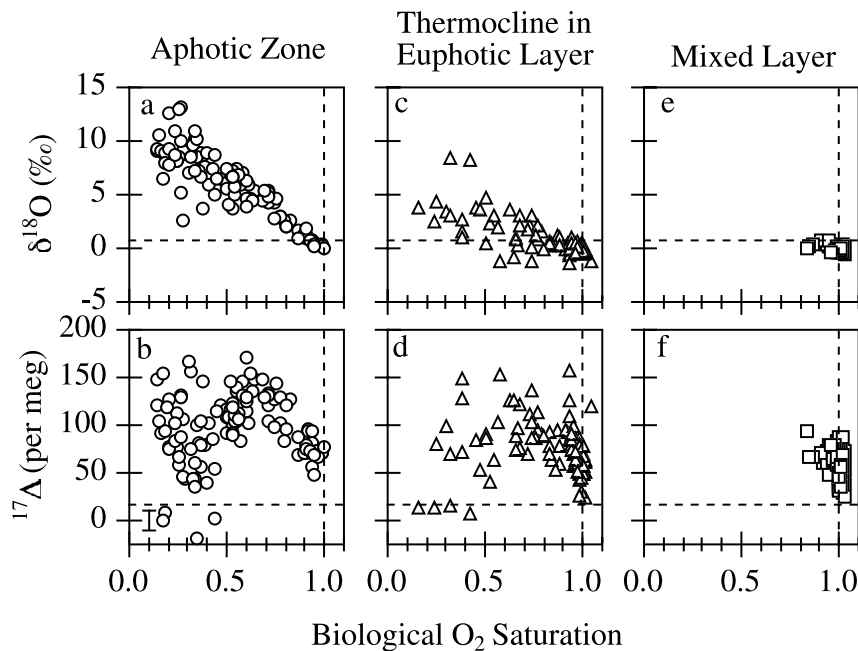 Aphotic Zone
Thermocline in
Euphotic Layer
Mixed Layer
15
10
5
0
-5
δ¹⁸O (‰)
a
c
e
200
150
100
50
0
¹⁷Δ (per meg)
b
d
f
0.0 0.5 1.0 0.0 0.5 1.0 0.0 0.5 1.0
Biological O₂ Saturation